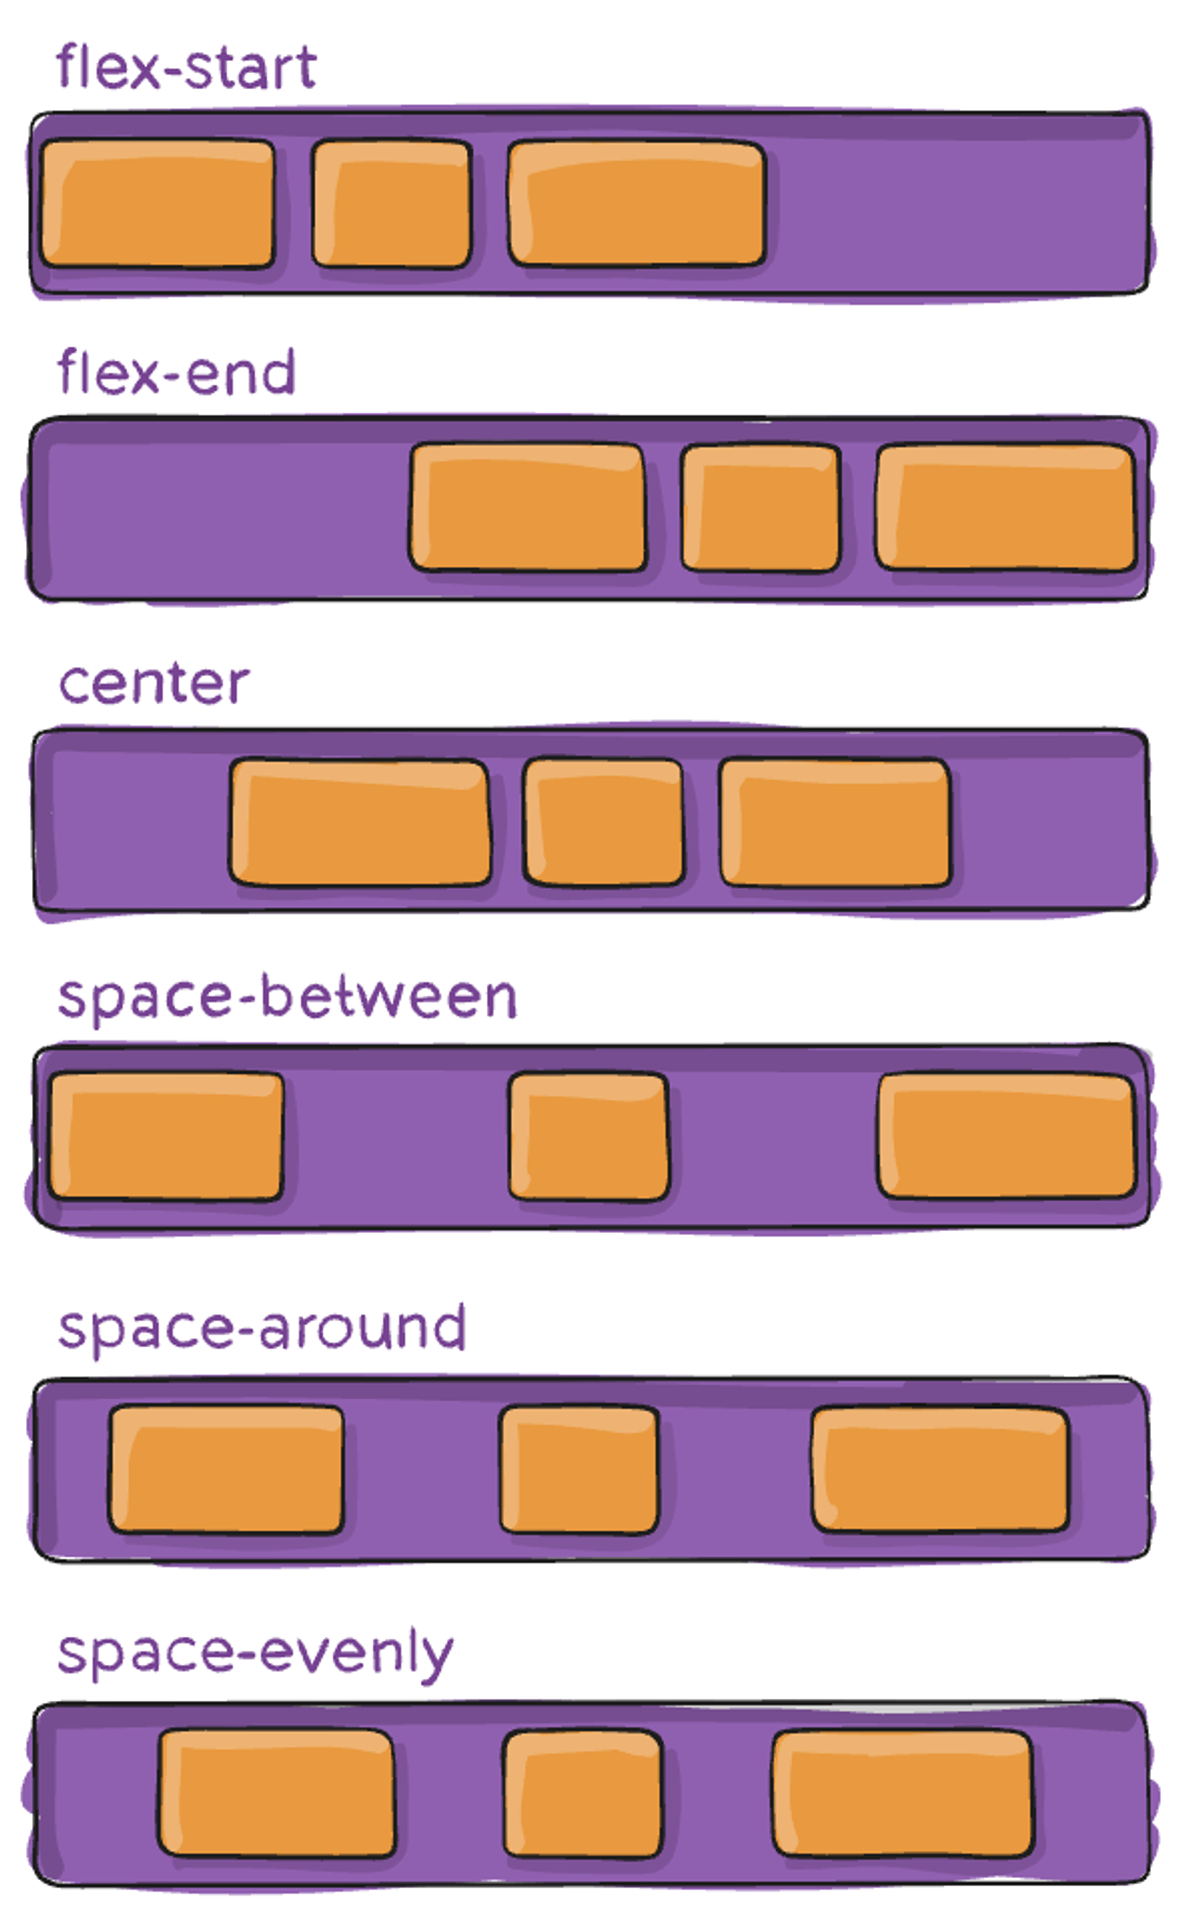 flex-start
flex-end
center
space-between
space-around
space-evenly